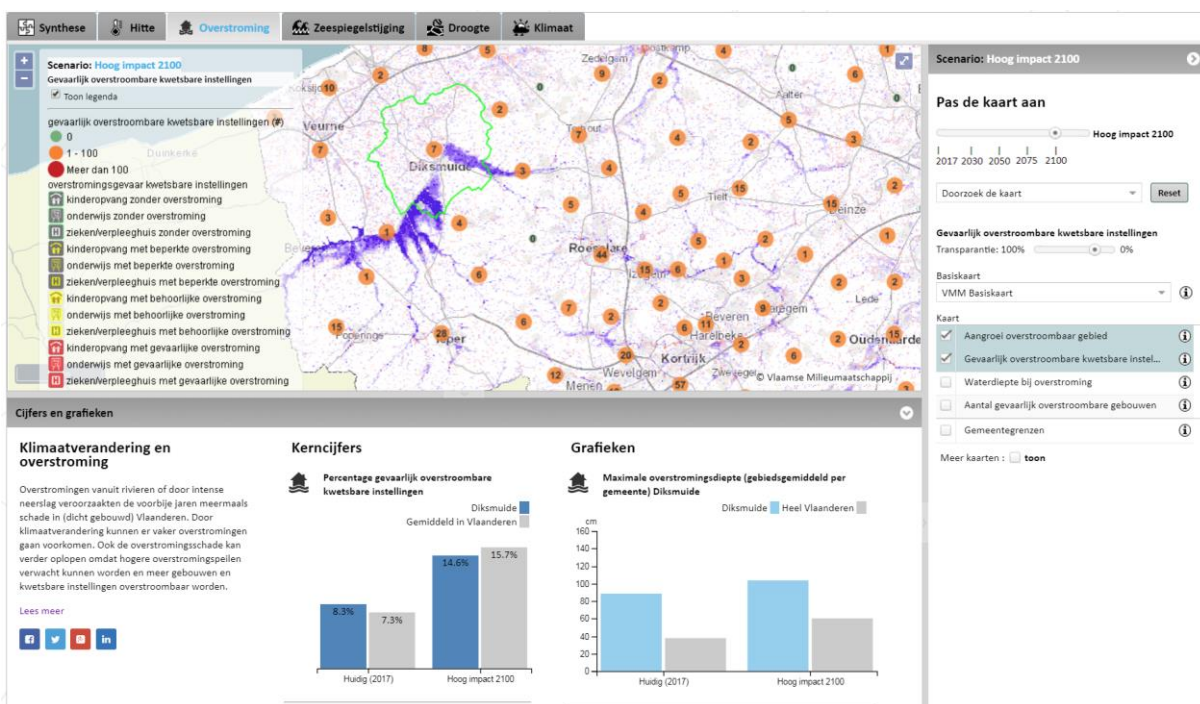 Synthese
Hitte
Overstroming
Zeespiegelstijging
Droogte
Klimaat
+
−
Scenario: Hoog impact 2100
Gevaarlijk overstroombare kwetsbare instellingen
Toon legenda
gevaarlijk overstroombare kwetsbare instellingen (#)
0
1 - 100
Meer dan 100
overstromingsgevaar kwetsbare instellingen
kinderopvang zonder overstroming
onderwijs zonder overstroming
zieken/verpleeghuis zonder overstroming
kinderopvang met beperkte overstroming
onderwijs met beperkte overstroming
zieken/verpleeghuis met beperkte overstroming
kinderopvang met behoorlijke overstroming
onderwijs met behoorlijke overstroming
zieken/verpleeghuis met behoorlijke overstroming
kinderopvang met gevaarlijke overstroming
onderwijs met gevaarlijke overstroming
zieken/verpleeghuis met gevaarlijke overstroming
Duinkerke
Veurne
Zedelgem
Aalter
Diksmuide
Tielt
Deinze
Poperinge
Ieper
Lede
Harelbeke
Kortrijk
Wevelgem
Menen
© Vlaamse Milieumaatschappij
Scenario: Hoog impact 2100
Pas de kaart aan
Hoog impact 2100
2017 2030 2050 2075 2100
Doorzoek de kaart
Reset
Gevaarlijk overstroombare kwetsbare instellingen
Transparantie: 100% 0%
Basiskaart
VMM Basiskaart
Kaart
Aangroei overstroombaar gebied
Gevaarlijk overstroombare kwetsbare instel...
Waterdiepte bij overstroming
Aantal gevaarlijk overstroombare gebouwen
Gemeentegrenzen
Meer kaarten : toon
Cijfers en grafieken
Klimaatverandering en
overstroming
Overstromingen vanuit rivieren of door intense
neerslag veroorzaakten de voorbije jaren meermaals
schade in (dicht gebouwd) Vlaanderen. Door
klimaatverandering kunnen er vaker overstromingen
gaan voorkomen. Ook de overstromingsschade kan
verder oplopen omdat hogere overstromingspeilen
verwacht kunnen worden en meer gebouwen en
kwetsbare instellingen overstroombaar worden.
Lees meer
Kerncijfers
Percentage gevaarlijk overstroombare
kwetsbare instellingen
Diksmuide
Gemiddeld in Vlaanderen
8.3%
7.3%
14.6%
15.7%
Huidig (2017)
Hoog impact 2100
Grafieken
Maximale overstromingsdiepte (gebiedsgemiddeld per
gemeente) Diksmuide
Diksmuide Heel Vlaanderen
cm
160
140
120
100
80
60
40
20
0
Huidig (2017)
Hoog impact 2100